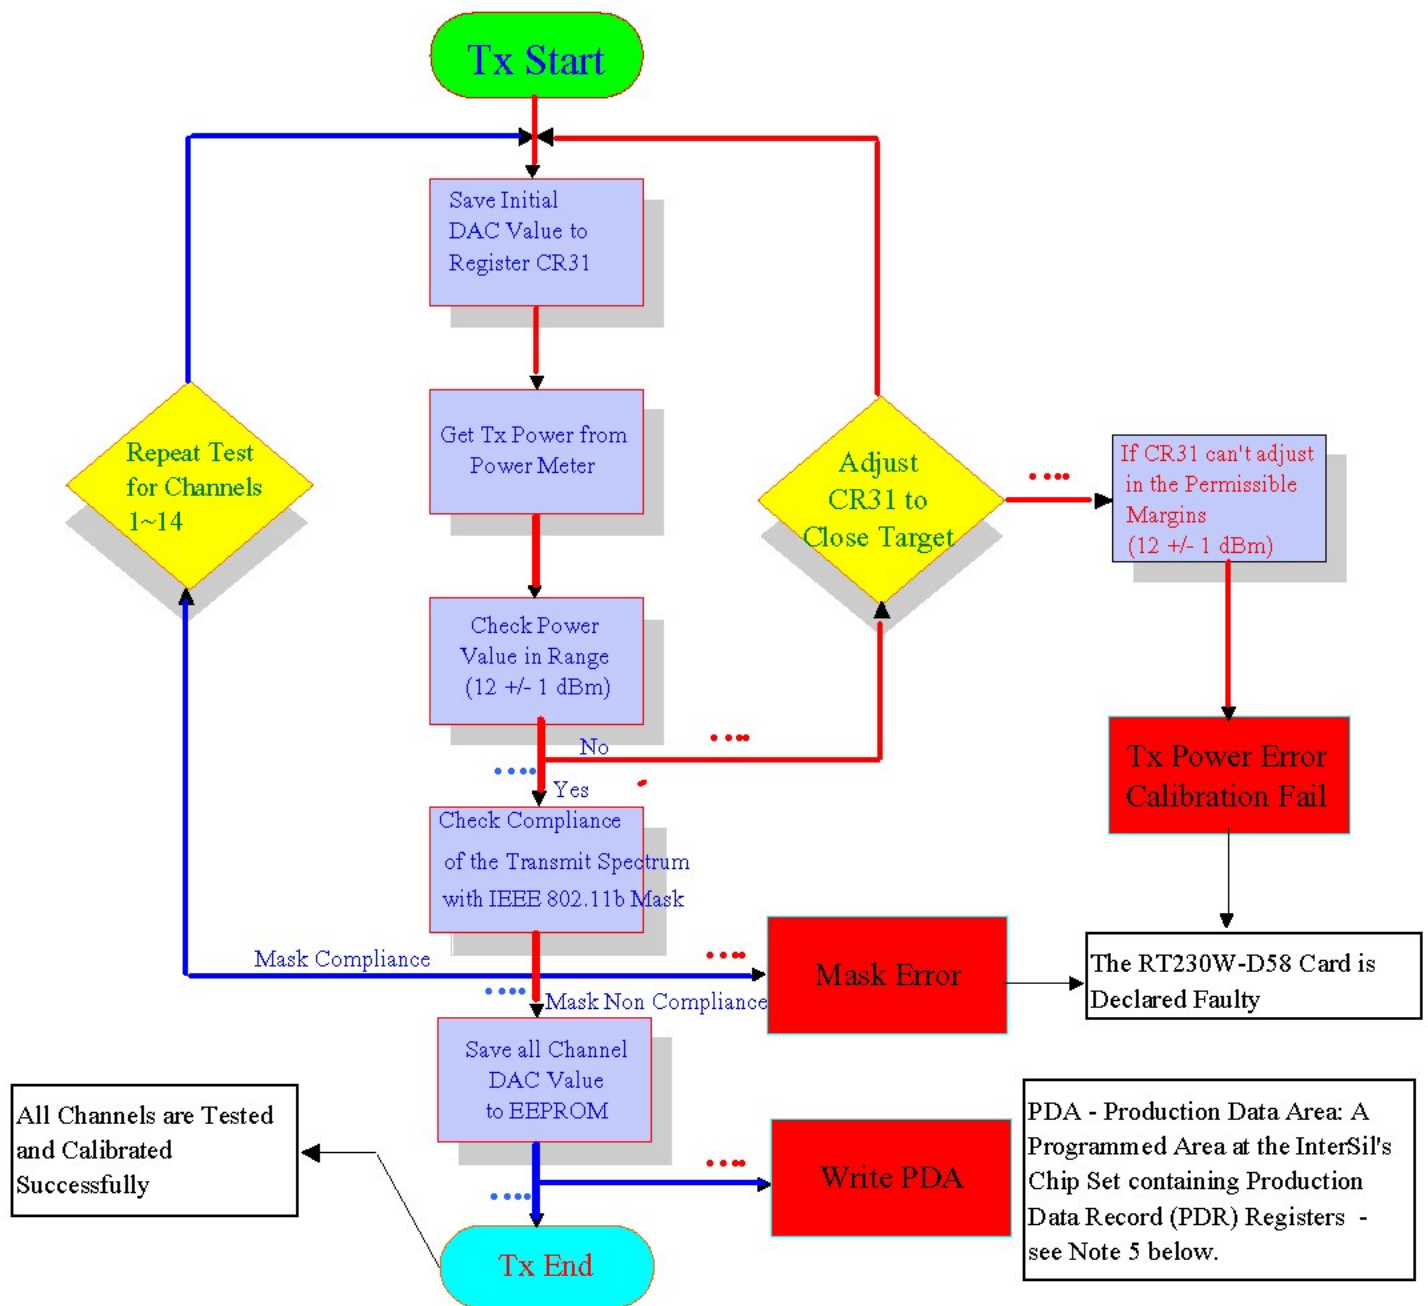 Tx Start
Save Initial
DAC Value to
Register CR31
Get Tx Power from
Power Meter
Repeat Test
for Channels
1~14
Adjust
CR31 to
Close Target
If CR31 can't adjust
in the Permissible
Margins
(12 +/- 1 dBm)
Check Power
Value in Range
(12 +/- 1 dBm)
No
Yes
Tx Power Error
Calibration Fail
Check Compliance
of the Transmit Spectrum
with IEEE 802.11b Mask
Mask Compliance
Mask Non Compliance
Mask Error
The RT230W-D58 Card is
Declared Faulty
Save all Channel
DAC Value
to EEPROM
All Channels are Tested
and Calibrated
Successfully
Write PDA
PDA - Production Data Area: A
Programmed Area at the InterSil's
Chip Set containing Production
Data Record (PDR) Registers -
see Note 5 below.
Tx End